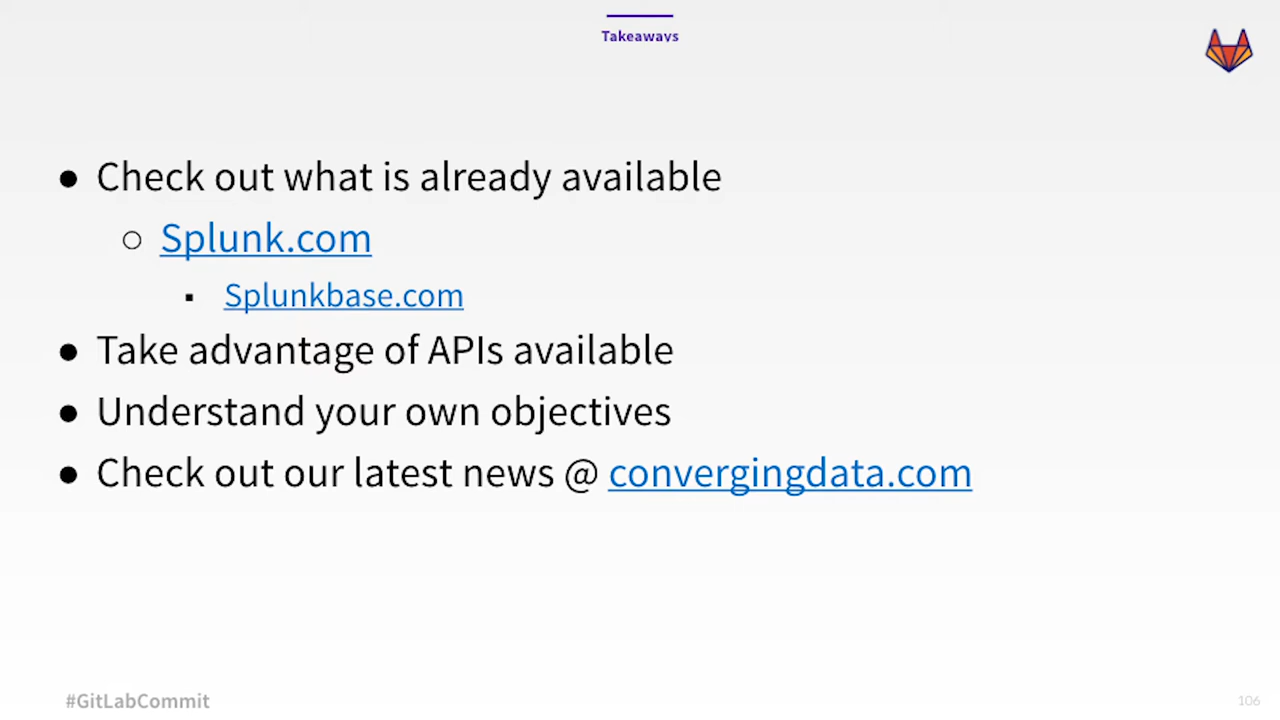 Takeaways
● Check out what is already available
○ Splunk.com
▪ Splunkbase.com
● Take advantage of APIs available
● Understand your own objectives
● Check out our latest news @ convergingdata.com
#GitLabCommit
106